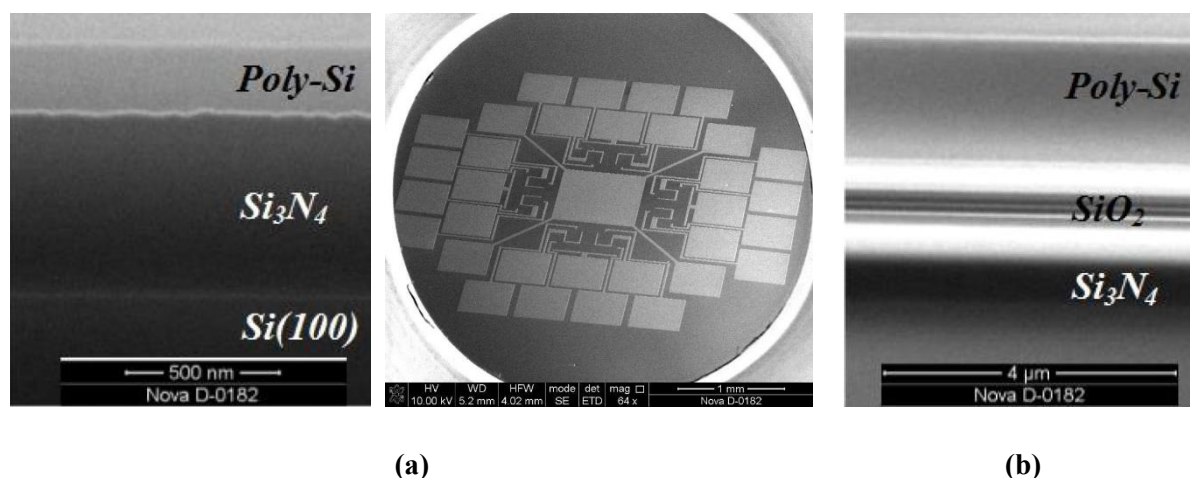 Poly-Si
Si3N4
Si(100)
500 nm
Nova D-0182
HV WD HFW mode det mag □ 1 mm
10.00 kV 5.2 mm 4.02 mm SE ETD 64 x Nova D-0182
Poly-Si
SiO2
Si3N4
4 µm
Nova D-0182
(a) (b)